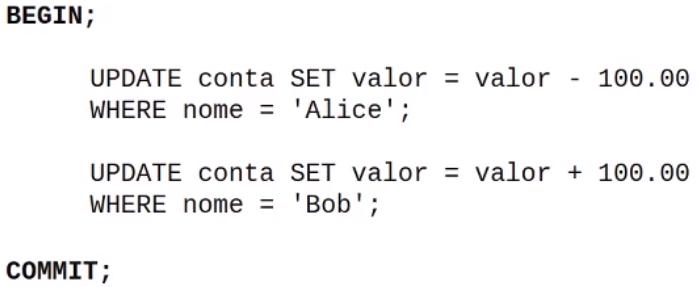 BEGIN;
UPDATE conta SET valor = valor - 100.00
WHERE nome = 'Alice';
UPDATE conta SET valor = valor + 100.00
WHERE nome = 'Bob';
COMMIT;